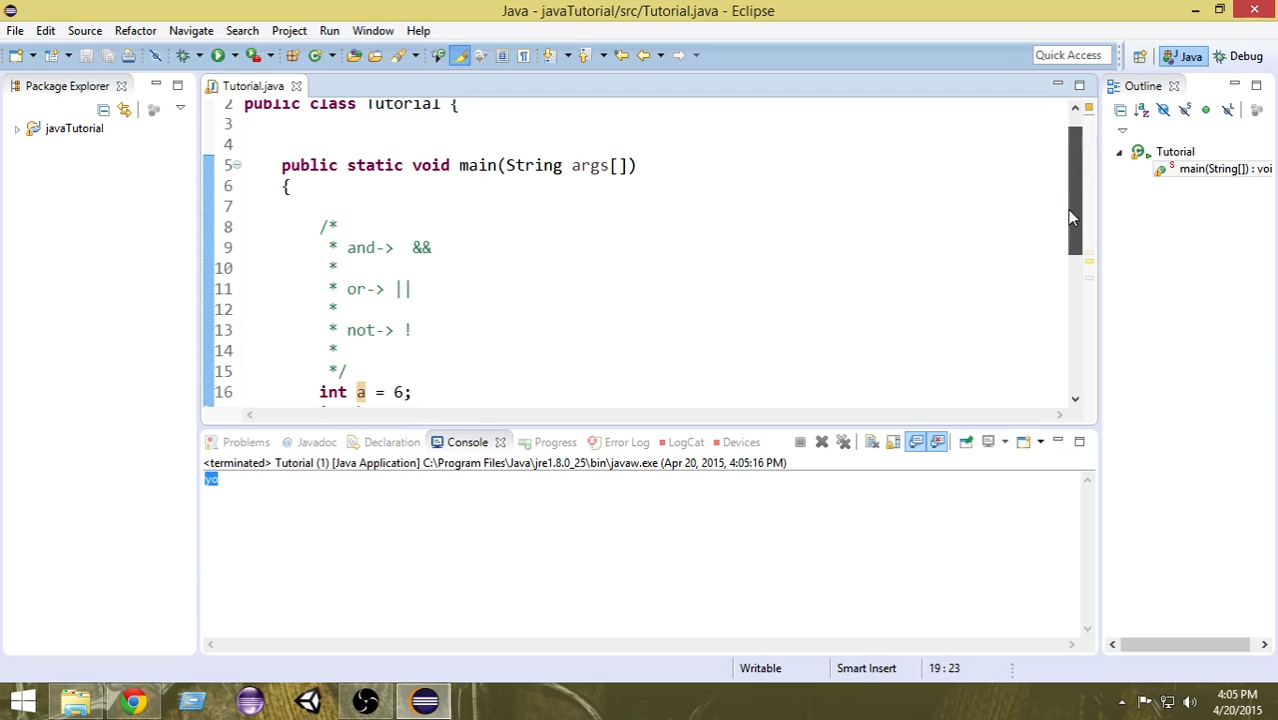 Java - javaTutorial/src/Tutorial.java - Eclipse
File Edit Source Refactor Navigate Search Project Run Window Help
Quick Access Java Debug
Package Explorer
javaTutorial
Tutorial.java
2 public class Tutorial {
3
4
5 public static void main(String args[])
6 {
7
8 /*
9 * and-> &&
10 *
11 * or-> ||
12 *
13 * not-> !
14 *
15 */
16 int a = 6;
Outline
Tutorial
main(String[]) : voi
Problems Javadoc Declaration Console Progress Error Log LogCat Devices
<terminated> Tutorial (1) [Java Application] C:\Program Files\Java\jre1.8.0_25\bin\javaw.exe (Apr 20, 2015, 4:05:16 PM)
yo
Writable Smart Insert 19 : 23
4:05 PM
4/20/2015